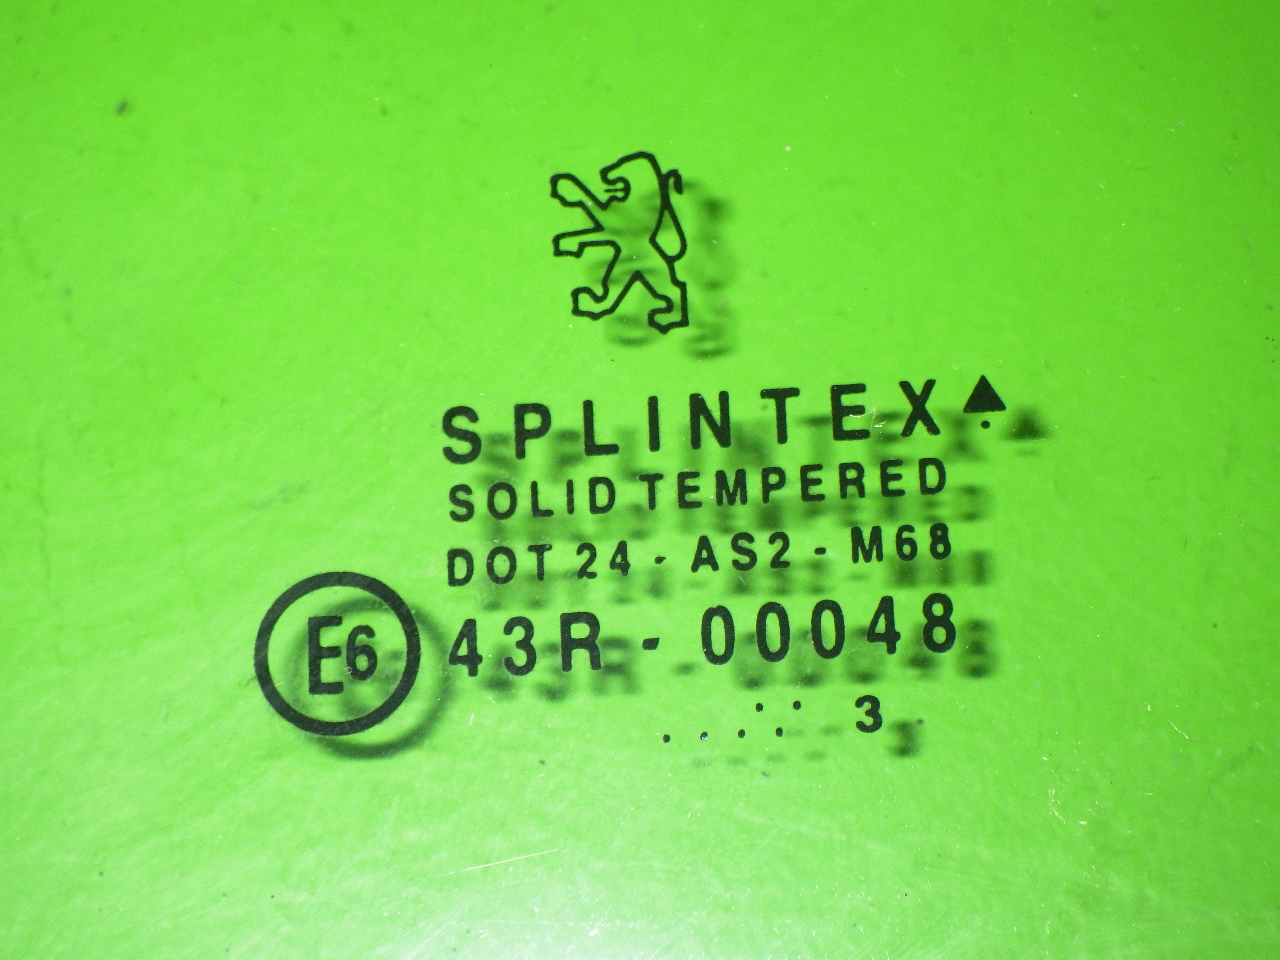 SPLINTEX
SOLID TEMPERED
DOT 24 - AS2 - M68
E6 43R - 00048
3